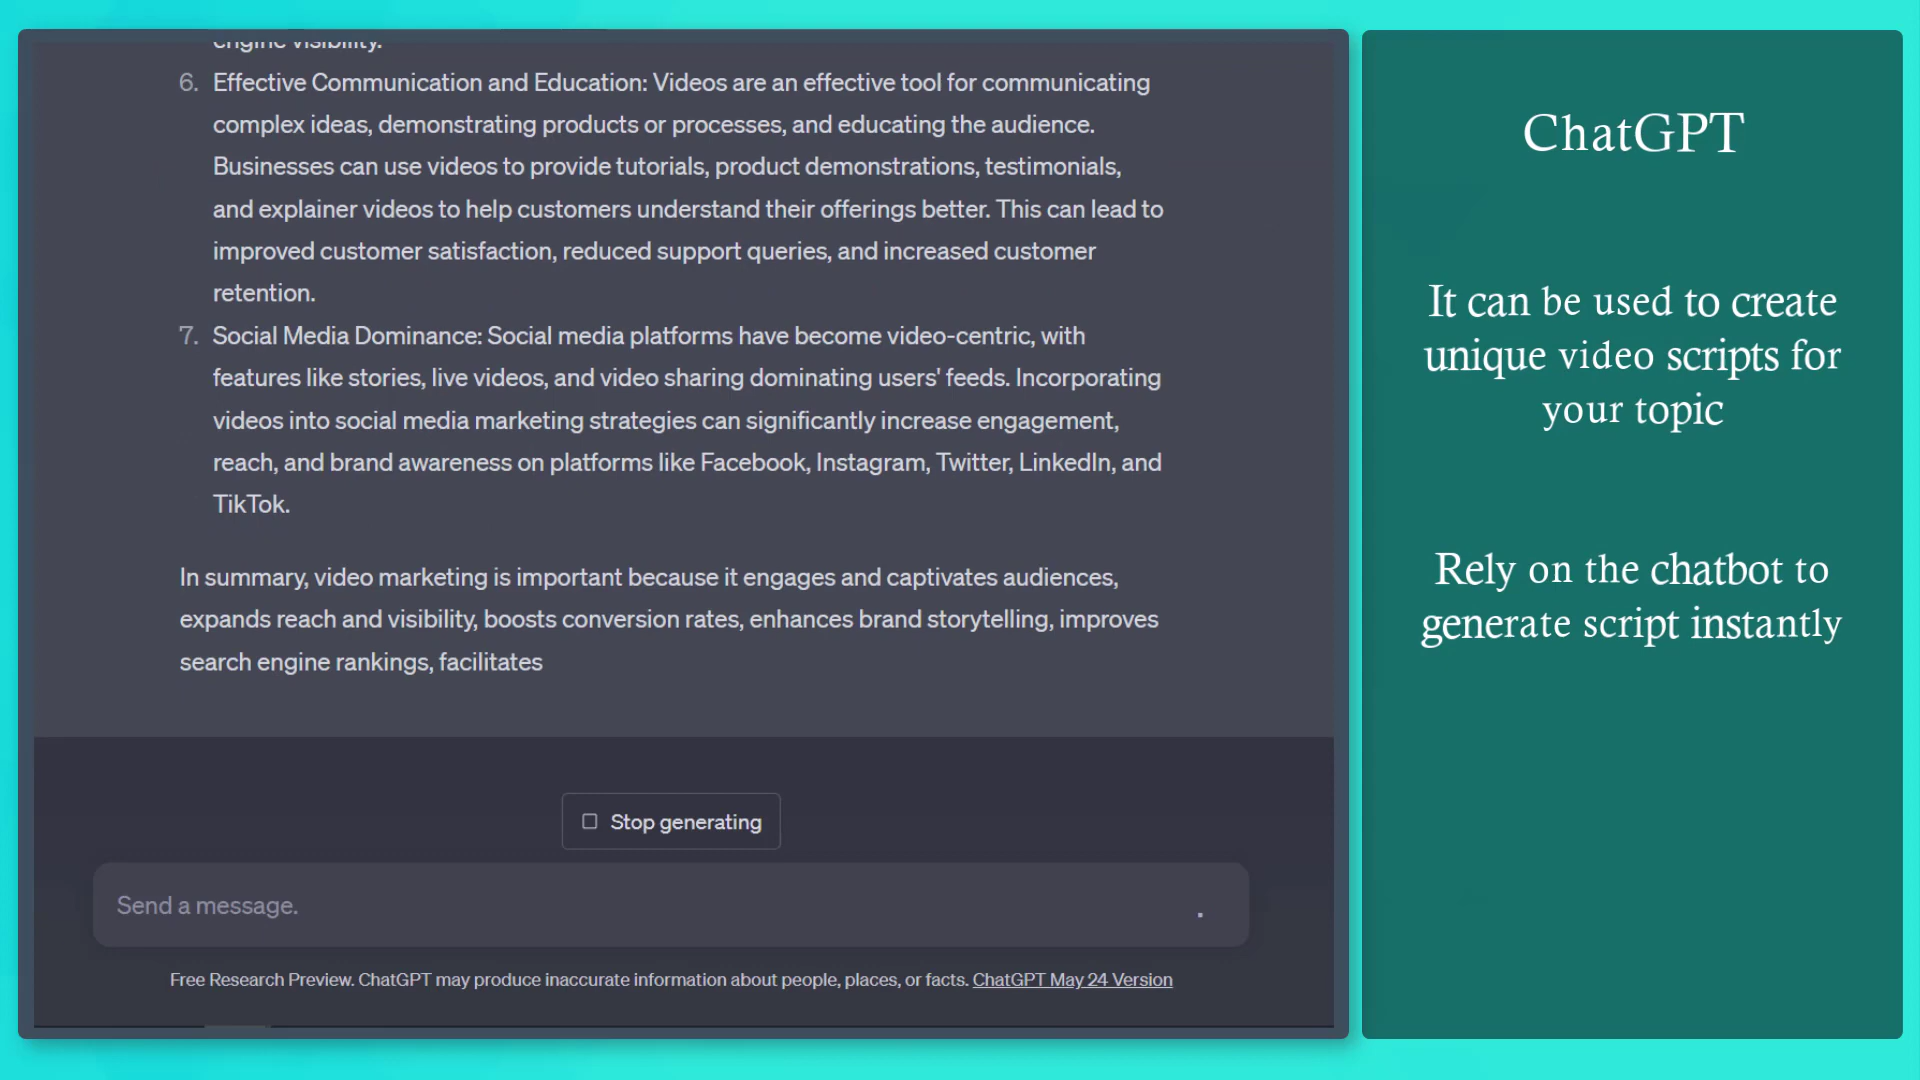 engine visibility.
6. Effective Communication and Education: Videos are an effective tool for communicating
complex ideas, demonstrating products or processes, and educating the audience.
Businesses can use videos to provide tutorials, product demonstrations, testimonials,
and explainer videos to help customers understand their offerings better. This can lead to
improved customer satisfaction, reduced support queries, and increased customer
retention.
7. Social Media Dominance: Social media platforms have become video-centric, with
features like stories, live videos, and video sharing dominating users' feeds. Incorporating
videos into social media marketing strategies can significantly increase engagement,
reach, and brand awareness on platforms like Facebook, Instagram, Twitter, LinkedIn, and
TikTok.
In summary, video marketing is important because it engages and captivates audiences,
expands reach and visibility, boosts conversion rates, enhances brand storytelling, improves
search engine rankings, facilitates
Stop generating
Send a message.
Free Research Preview. ChatGPT may produce inaccurate information about people, places, or facts. ChatGPT May 24 Version
ChatGPT
It can be used to create
unique video scripts for
your topic
Rely on the chatbot to
generate script instantly